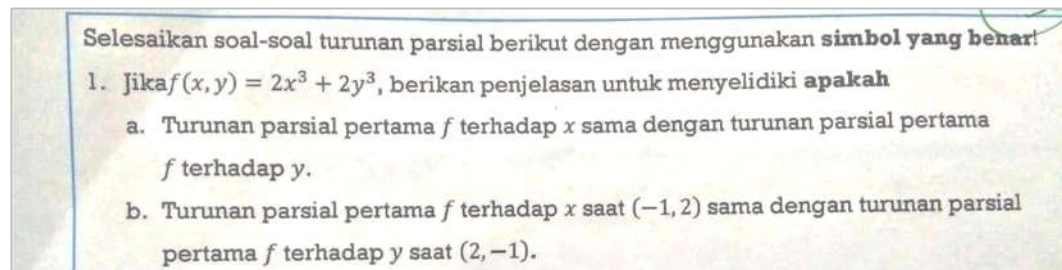 Selesaikan soal-soal turunan parsial berikut dengan menggunakan simbol yang benar!
1. Jika f(x, y) = 2x³ + 2y³, berikan penjelasan untuk menyelidiki apakah
a. Turunan parsial pertama f terhadap x sama dengan turunan parsial pertama
f terhadap y.
b. Turunan parsial pertama f terhadap x saat (−1, 2) sama dengan turunan parsial
pertama f terhadap y saat (2, −1).